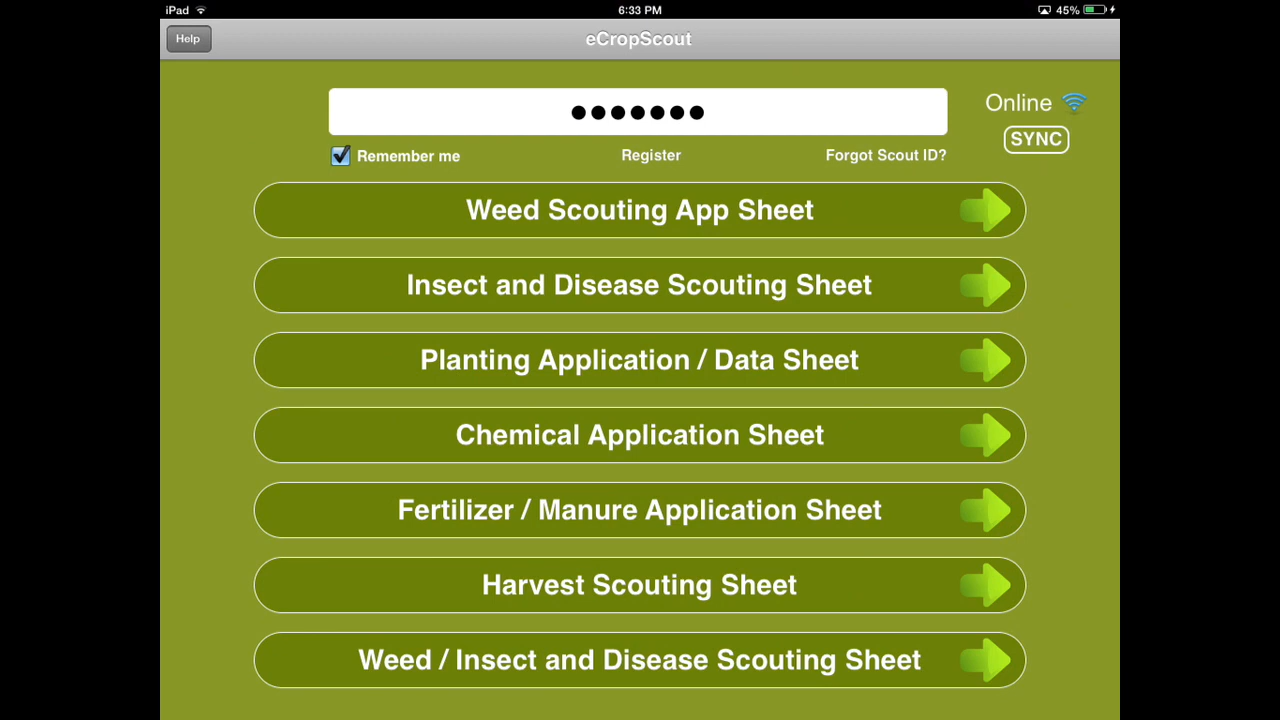 iPad 6:33 PM 45%
Help eCropScout
●●●●●●●
Online
SYNC
Remember me Register Forgot Scout ID?
Weed Scouting App Sheet
Insect and Disease Scouting Sheet
Planting Application / Data Sheet
Chemical Application Sheet
Fertilizer / Manure Application Sheet
Harvest Scouting Sheet
Weed / Insect and Disease Scouting Sheet